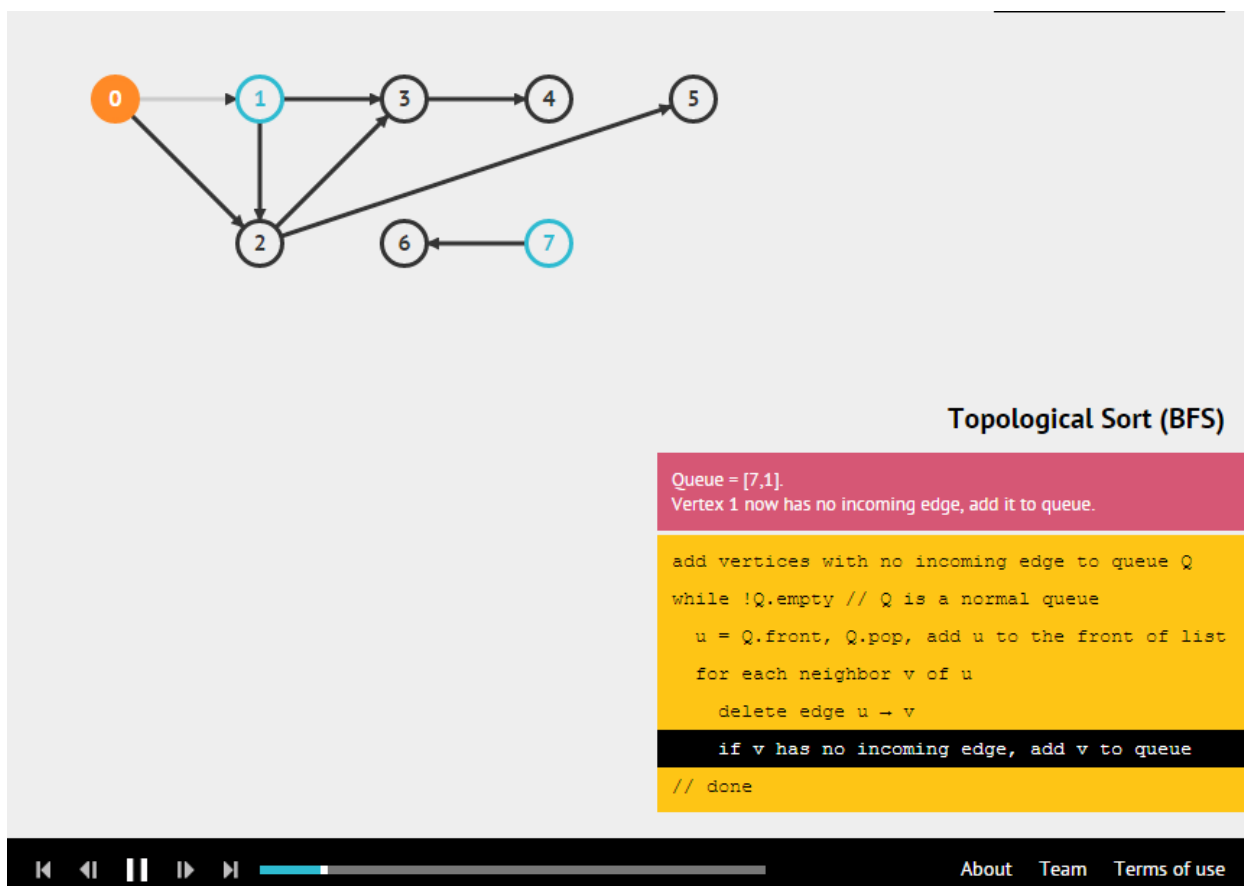 0 1 3 4 5
2 6 7
Topological Sort (BFS)
Queue = [7,1].
Vertex 1 now has no incoming edge, add it to queue.
add vertices with no incoming edge to queue Q
while !Q.empty // Q is a normal queue
u = Q.front, Q.pop, add u to the front of list
for each neighbor v of u
delete edge u → v
if v has no incoming edge, add v to queue
// done
About Team Terms of use